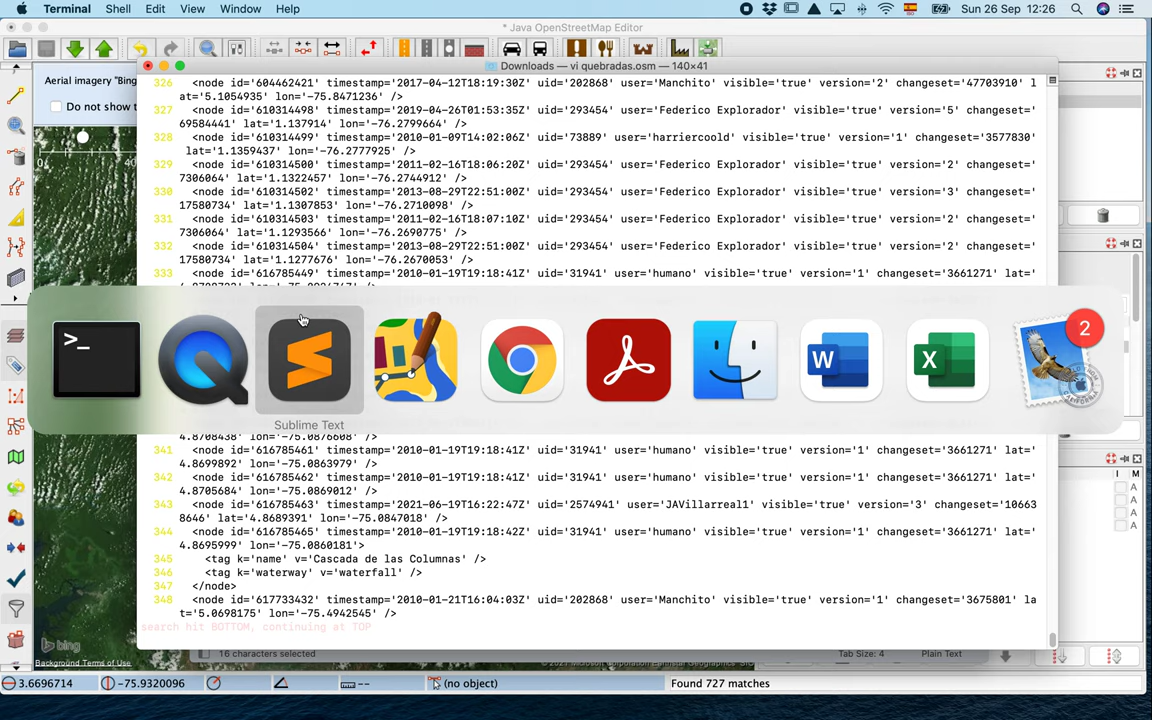 Terminal Shell Edit View Window Help Sun 26 Sep 12:26
* Java OpenStreetMap Editor
Downloads — vi quebradas.osm — 140×41
Aerial imagery "Bing
Do not show t
0 40
326 <node id='604462421' timestamp='2017-04-12T18:19:30Z' uid='202868' user='Manchito' visible='true' version='2' changeset='47703910' l
at='5.1054935' lon='-75.8471236' />
327 <node id='610314498' timestamp='2019-04-26T01:53:35Z' uid='293454' user='Federico Explorador' visible='true' version='5' changeset='
69584441' lat='1.137914' lon='-76.2799664' />
328 <node id='610314499' timestamp='2010-01-09T14:02:06Z' uid='73889' user='harriercoold' visible='true' version='1' changeset='3577830'
lat='1.1359437' lon='-76.2777925' />
329 <node id='610314500' timestamp='2011-02-16T18:06:20Z' uid='293454' user='Federico Explorador' visible='true' version='2' changeset='
7306064' lat='1.1322457' lon='-76.2744912' />
330 <node id='610314502' timestamp='2013-08-29T22:51:00Z' uid='293454' user='Federico Explorador' visible='true' version='3' changeset='
17580734' lat='1.1307853' lon='-76.2710098' />
331 <node id='610314503' timestamp='2011-02-16T18:07:10Z' uid='293454' user='Federico Explorador' visible='true' version='2' changeset='
7306064' lat='1.1293566' lon='-76.2690775' />
332 <node id='610314504' timestamp='2013-08-29T22:51:00Z' uid='293454' user='Federico Explorador' visible='true' version='2' changeset='
17580734' lat='1.1277676' lon='-76.2670053' />
333 <node id='616785449' timestamp='2010-01-19T19:18:41Z' uid='31941' user='humano' visible='true' version='1' changeset='3661271' lat='
>_
W
X
2
Sublime Text
4.8708438' lon='-75.0876608' />
341 <node id='616785461' timestamp='2010-01-19T19:18:41Z' uid='31941' user='humano' visible='true' version='1' changeset='3661271' lat='
4.8699892' lon='-75.0863979' />
342 <node id='616785462' timestamp='2010-01-19T19:18:41Z' uid='31941' user='humano' visible='true' version='1' changeset='3661271' lat='
4.8705684' lon='-75.0869012' />
343 <node id='616785463' timestamp='2021-06-19T16:22:47Z' uid='2574941' user='JAVillarreal1' visible='true' version='3' changeset='10663
8646' lat='4.8689391' lon='-75.0847018' />
344 <node id='616785465' timestamp='2010-01-19T19:18:42Z' uid='31941' user='humano' visible='true' version='1' changeset='3661271' lat='
4.8695999' lon='-75.0860181'>
345 <tag k='name' v='Cascada de las Columnas' />
346 <tag k='waterway' v='waterfall' />
347 </node>
348 <node id='617733432' timestamp='2010-01-21T16:04:03Z' uid='202868' user='Manchito' visible='true' version='1' changeset='3675801' la
t='5.0698175' lon='-75.4942545' />
search hit BOTTOM, continuing at TOP
I M
A
A
A
A
bing
16 characters selected Tab Size: 4 Plain Text
Background Terms of Use
3.6696714 -75.9320096 -- (no object) Found 727 matches